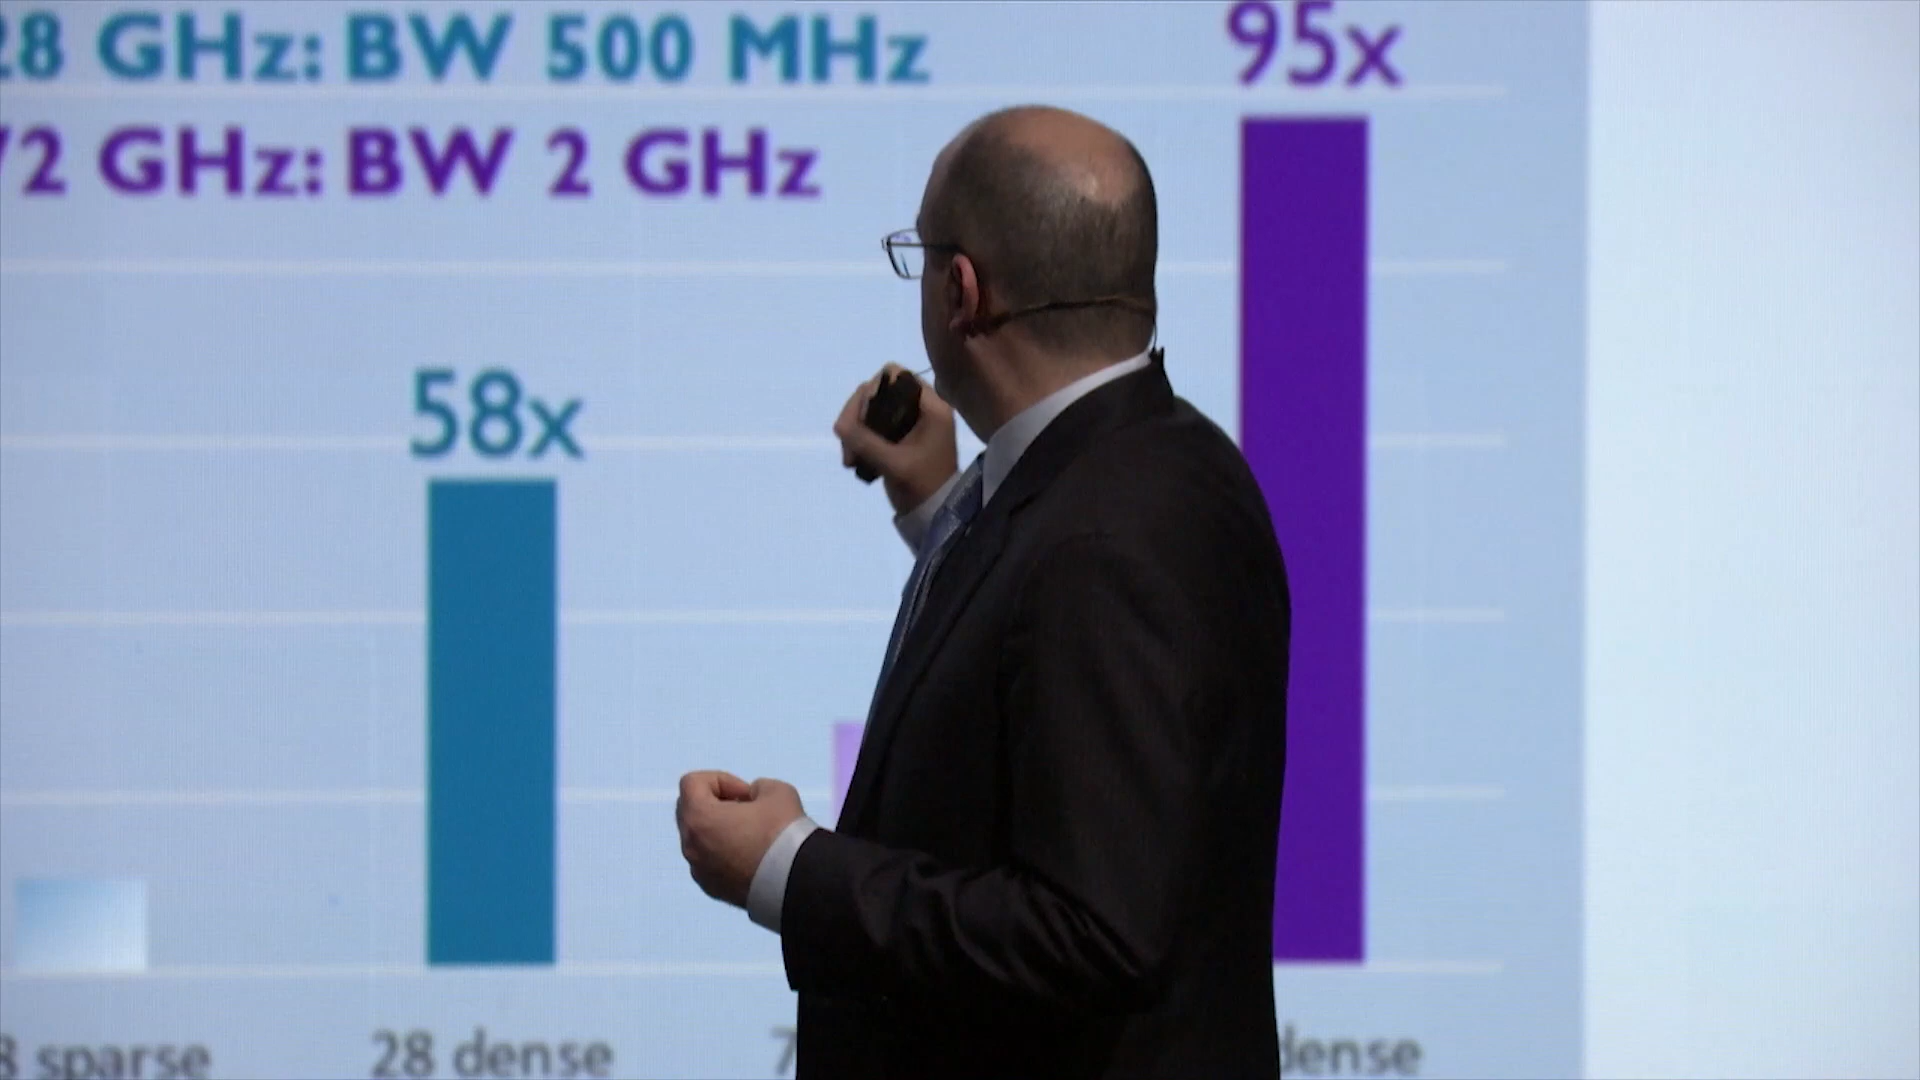 28 GHz: BW 500 MHz
72 GHz: BW 2 GHz
95x
58x
sparse
28 dense
dense